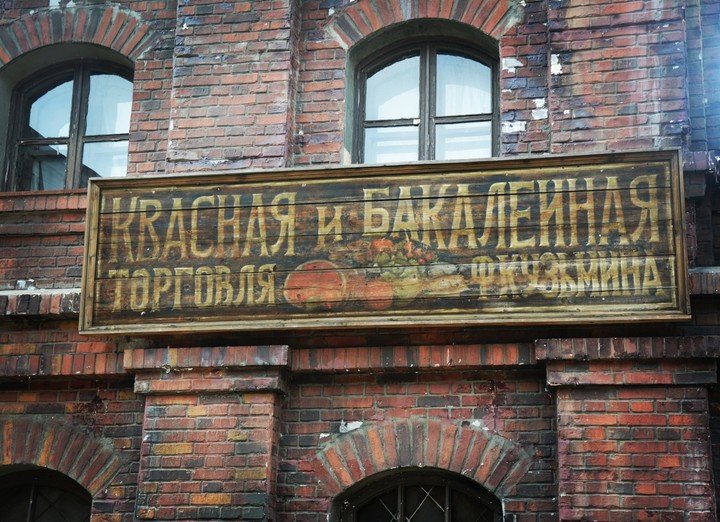 КВАСНАЯ и БАКАЛЕЙНАЯ
ТОРГОВЛЯ Ф.КУЗЬМИНА